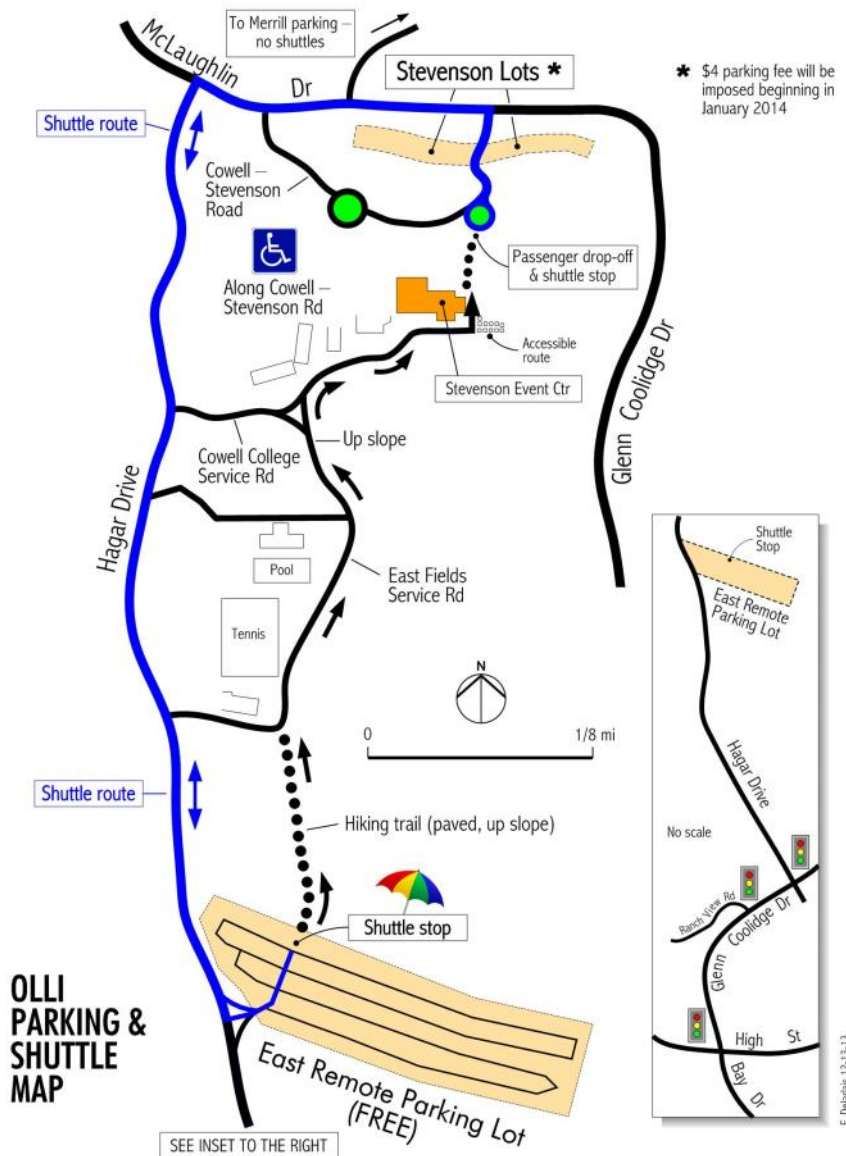 To Merrill parking –
no shuttles
McLaughlin
Dr
Stevenson Lots *
* $4 parking fee will be
imposed beginning in
January 2014
Shuttle route
Cowell –
Stevenson
Road
Along Cowell –
Stevenson Rd
Passenger drop-off
& shuttle stop
Accessible
route
Stevenson Event Ctr
Glenn Coolidge Dr
Up slope
Cowell College
Service Rd
Hagar Drive
Pool
East Fields
Service Rd
Tennis
N
0 1/8 mi
Shuttle route
Hiking trail (paved, up slope)
Shuttle stop
OLLI
PARKING &
SHUTTLE
MAP
East Remote Parking Lot
(FREE)
SEE INSET TO THE RIGHT
Shuttle
Stop
East Remote
Parking Lot
Hagar Drive
No scale
Ranch View Rd
Glenn Coolidge Dr
High St
Bay Dr
12-13-13